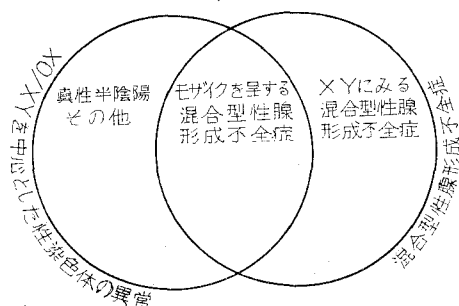 真性半陰陽
その他
モザイクを呈する
混合型性腺
形成不全症
XYにみる
混合型性腺
形成不全症
XO/XYを中心とした性染色体の異常
混合型性腺形成不全症